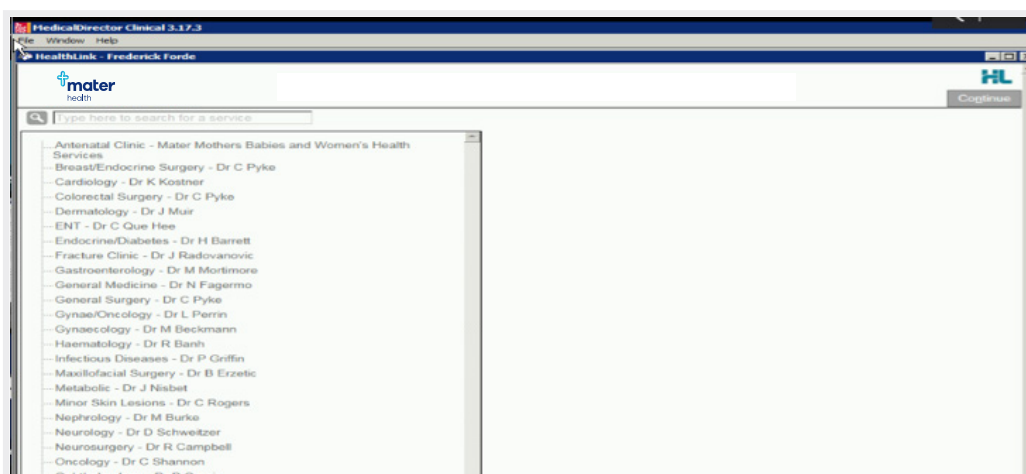 MedicalDirector Clinical 3.17.3
File Window Help
HealthLink - Frederick Forde
mater
health
HL
Continue
Type here to search for a service
Antenatal Clinic - Mater Mothers Babies and Women's Health
Services
Breast/Endocrine Surgery - Dr C Pyke
Cardiology - Dr K Kostner
Colorectal Surgery - Dr C Pyke
Dermatology - Dr J Muir
ENT - Dr C Que Hee
Endocrine/Diabetes - Dr H Barrett
Fracture Clinic - Dr J Radovanovic
Gastroenterology - Dr M Mortimore
General Medicine - Dr N Fagermo
General Surgery - Dr C Pyke
Gynae/Oncology - Dr L Perrin
Gynaecology - Dr M Beckmann
Haematology - Dr R Banh
Infectious Diseases - Dr P Griffin
Maxillofacial Surgery - Dr B Erzetic
Metabolic - Dr J Nisbet
Minor Skin Lesions - Dr C Rogers
Nephrology - Dr M Burke
Neurology - Dr D Schweitzer
Neurosurgery - Dr R Campbell
Oncology - Dr C Shannon